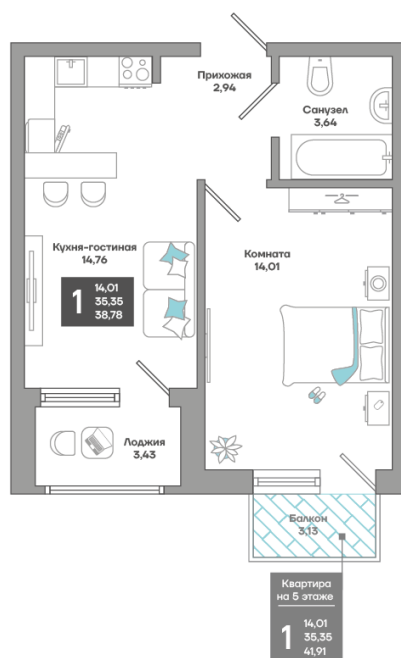 Прихожая
2,94
Санузел
3,64
Кухня-гостиная
14,76
1
14,01
35,35
38,78
Комната
14,01
Лоджия
3,43
Балкон
3,13
Квартира
на 5 этаже
1
14,01
35,35
41,91